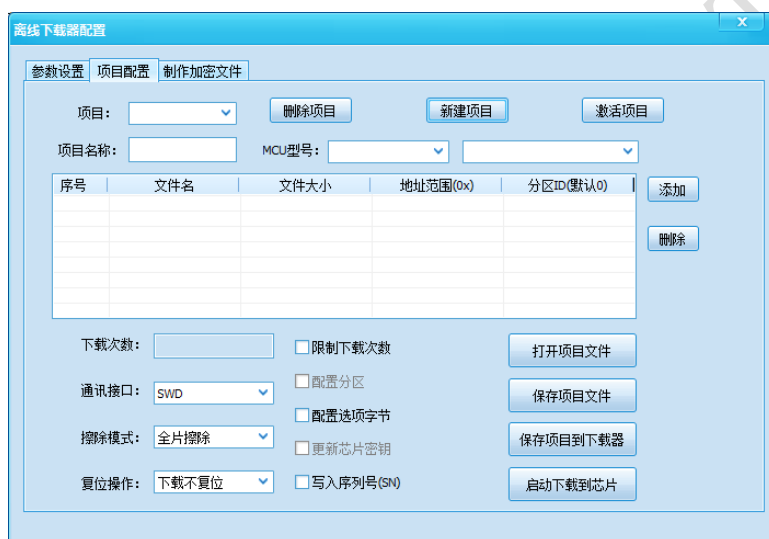 离线下载器配置 X
参数设置 项目配置 制作加密文件
项目: 删除项目 新建项目 激活项目
项目名称: MCU型号:
序号 文件名 文件大小 地址范围(0x) 分区ID(默认0) 添加
删除
下载次数: 限制下载次数 打开项目文件
配置分区
通讯接口: SWD 保存项目文件
配置选项字节
擦除模式: 全片擦除 保存项目到下载器
更新芯片密钥
复位操作: 下载不复位 写入序列号(SN) 启动下载到芯片